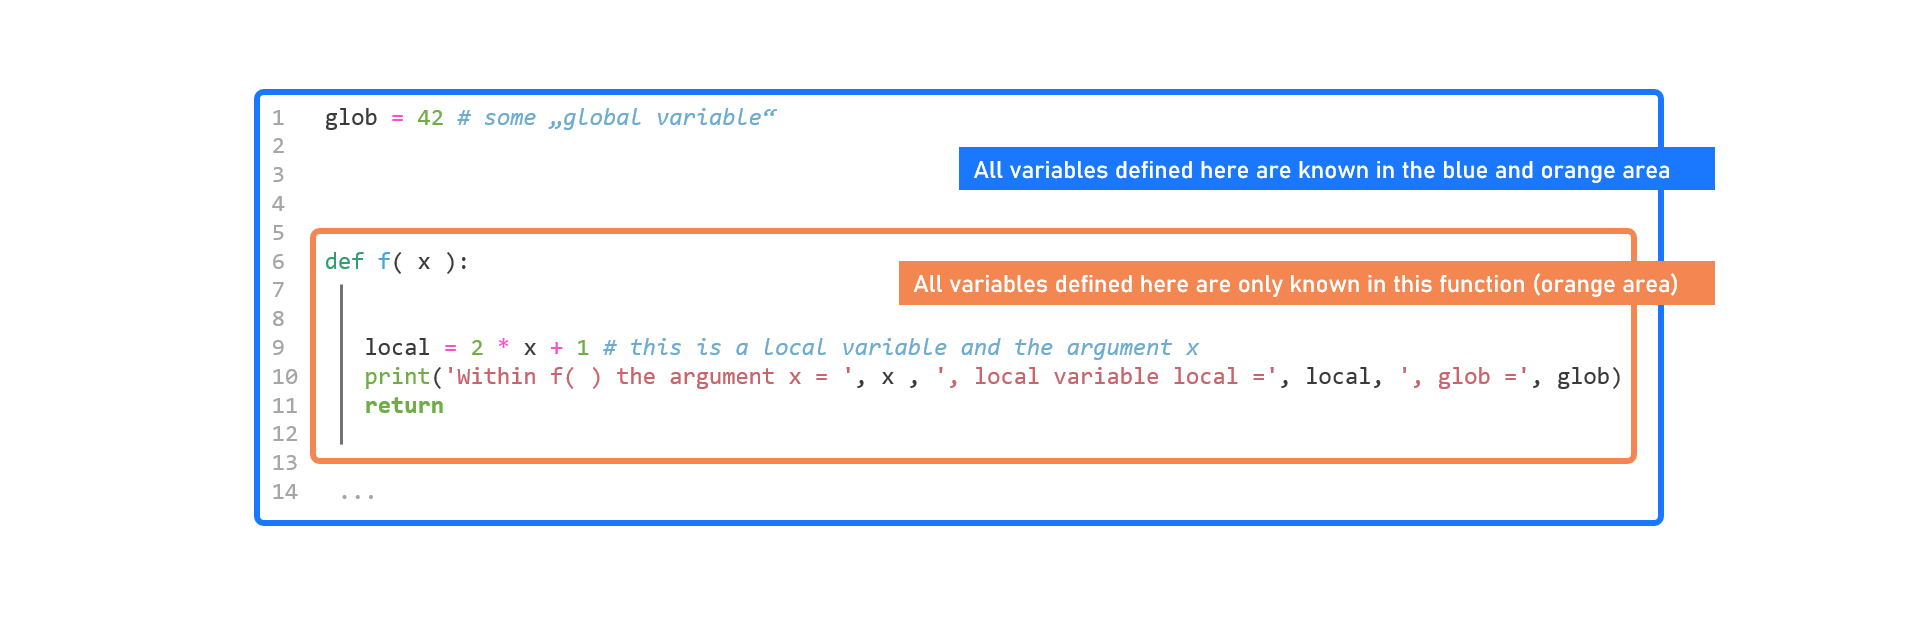 1 glob = 42 # some „global variable“
2
All variables defined here are known in the blue and orange area
3
4
5
6 def f( x ):
All variables defined here are only known in this function (orange area)
7
8
9 local = 2 * x + 1 # this is a local variable and the argument x
10 print('Within f( ) the argument x = ', x , ', local variable local =', local, ', glob =', glob)
11 return
12
13
14 ...